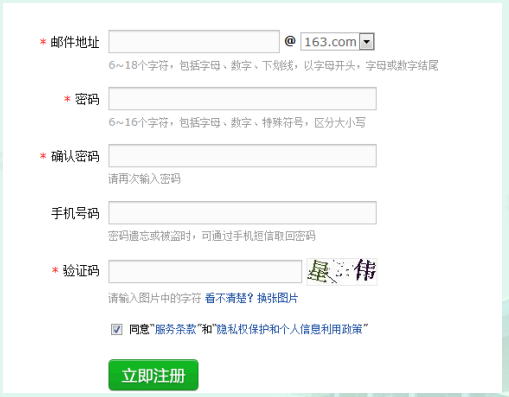 * 邮件地址 @ 163.com
6~18个字符，包括字母、数字、下划线，以字母开头，字母或数字结尾
* 密码
6~16个字符，包括字母、数字、特殊符号，区分大小写
* 确认密码
请再次输入密码
手机号码
密码遗忘或被盗时，可通过手机短信取回密码
* 验证码 星 伟
请输入图片中的字符 看不清楚？换张图片
同意"服务条款"和"隐私权保护和个人信息利用政策"
立即注册